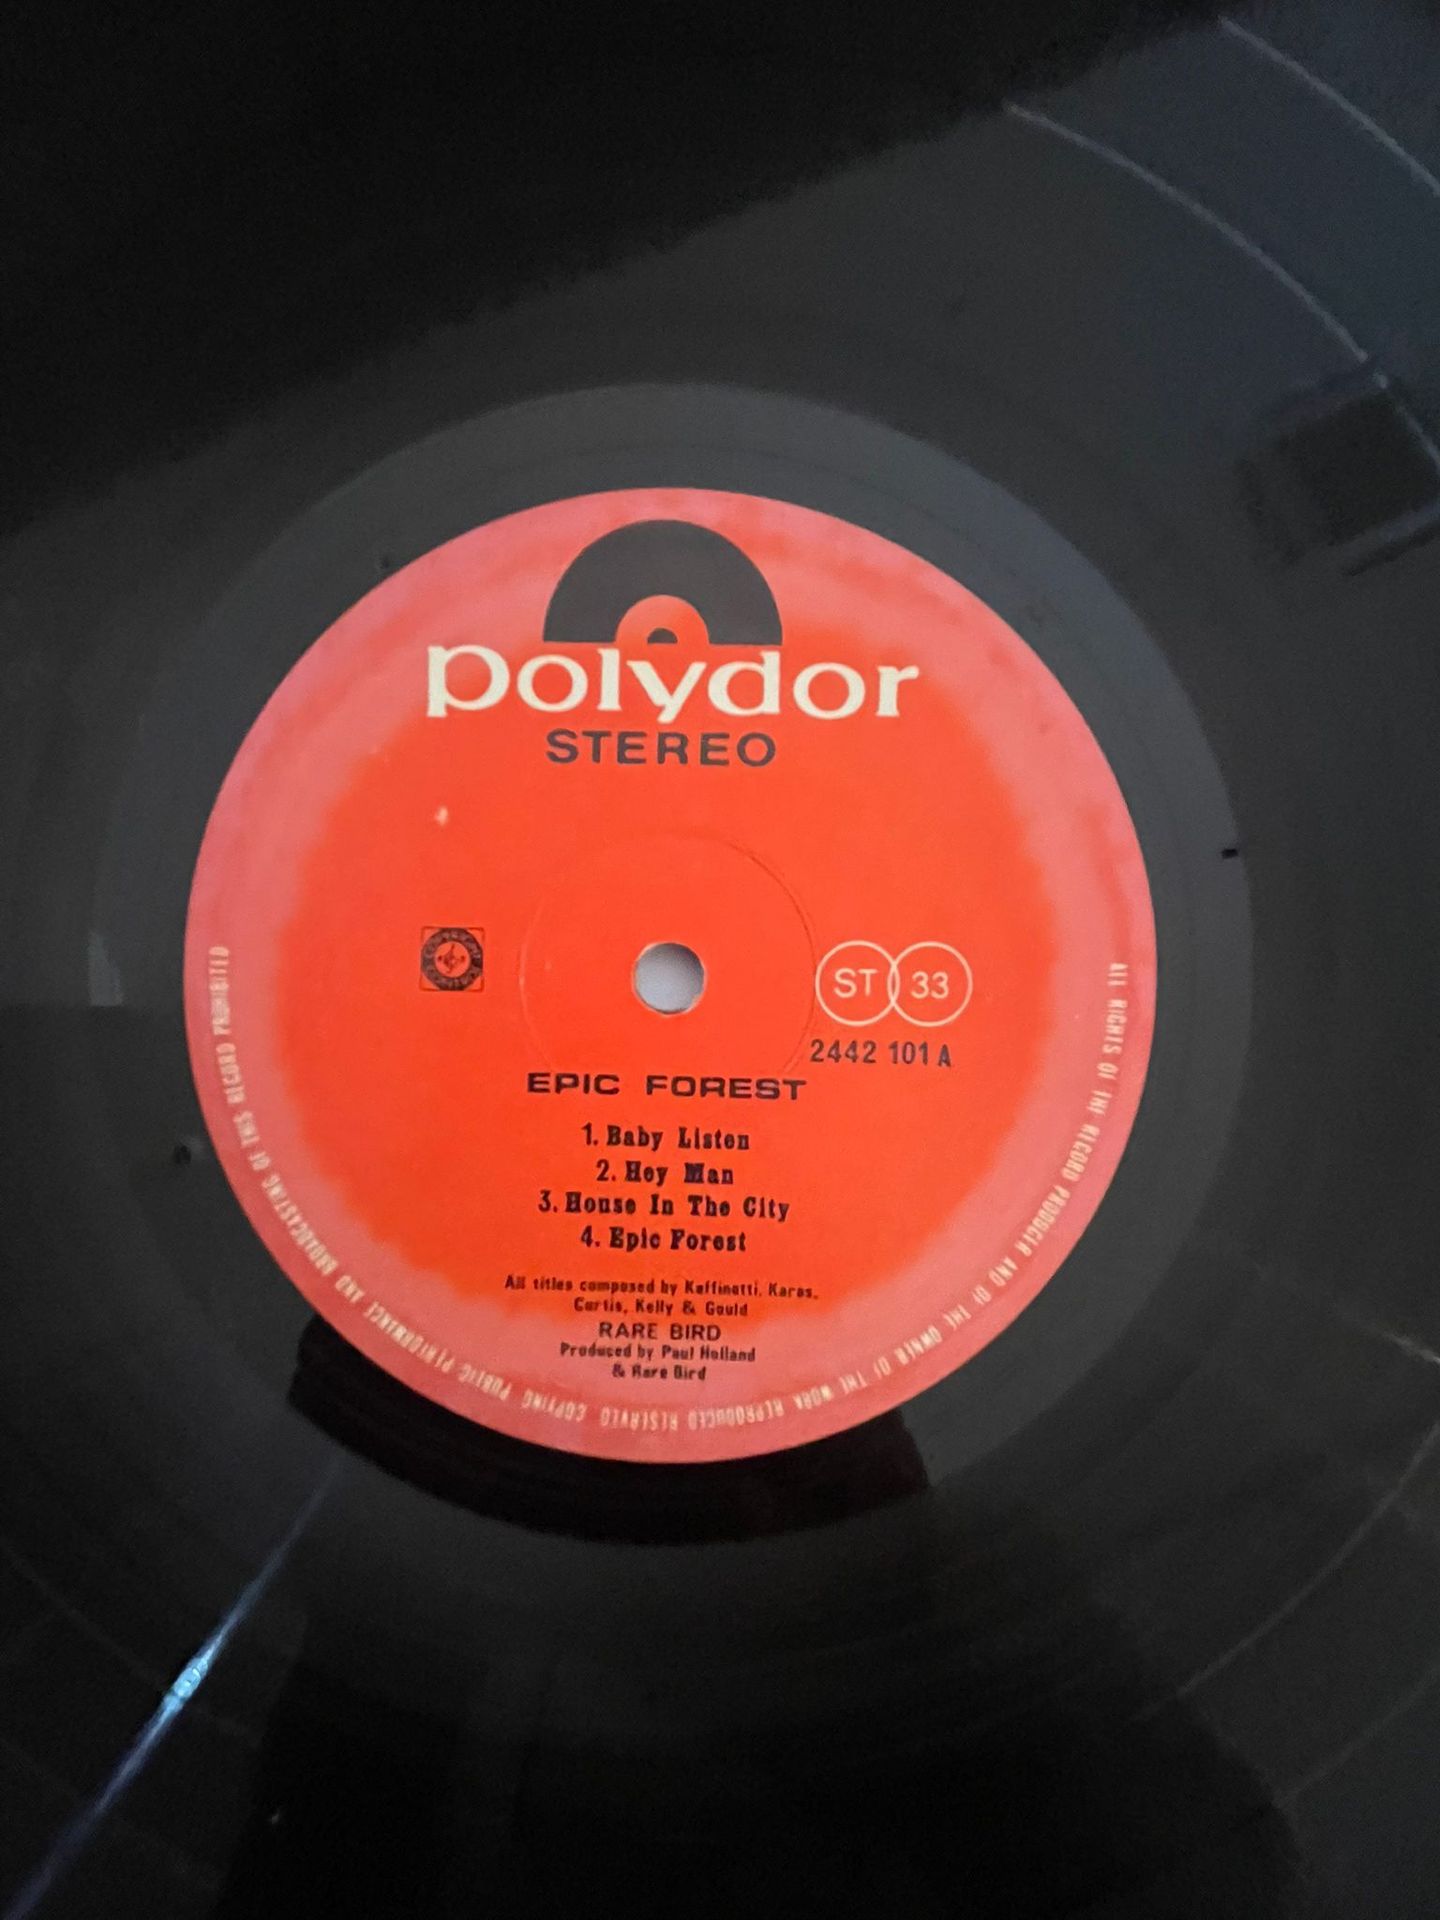 polydor
STEREO
ST 33
2442 101 A
EPIC FOREST
1. Baby Listen
2. Hey Man
3. House In The City
4. Epic Forest
All titles composed by Kaffinetti, Karas,
Curtis, Kelly & Gould
RARE BIRD
Produced by Paul Holland
& Rare Bird
ALL RIGHTS OF THE RECORD PRODUCER AND OF THE OWNER OF THE WORK REPRODUCED RESERVED COPYING PUBLIC PERFORMANCE AND BROADCASTING OF THIS RECORD PROHIBITED